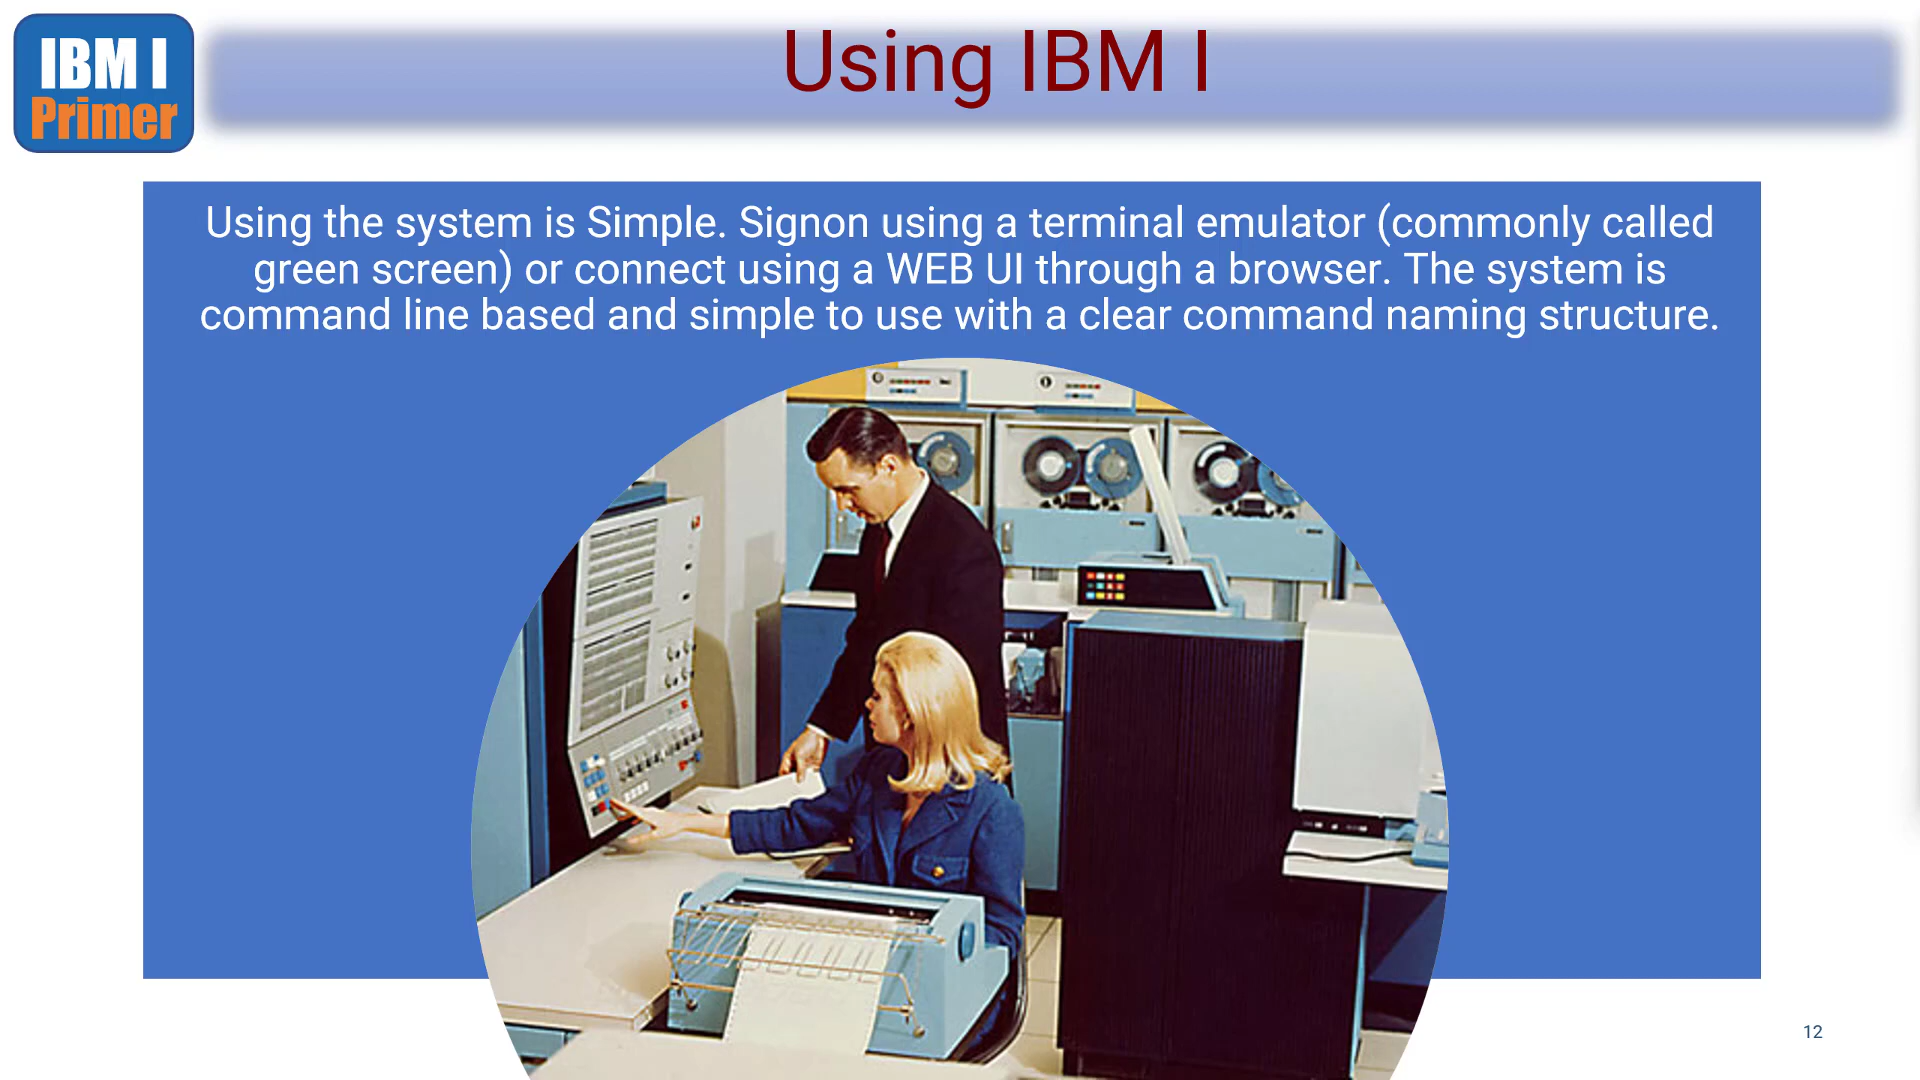 IBM I
Primer
Using IBM I
Using the system is Simple. Signon using a terminal emulator (commonly called
green screen) or connect using a WEB UI through a browser. The system is
command line based and simple to use with a clear command naming structure.
12